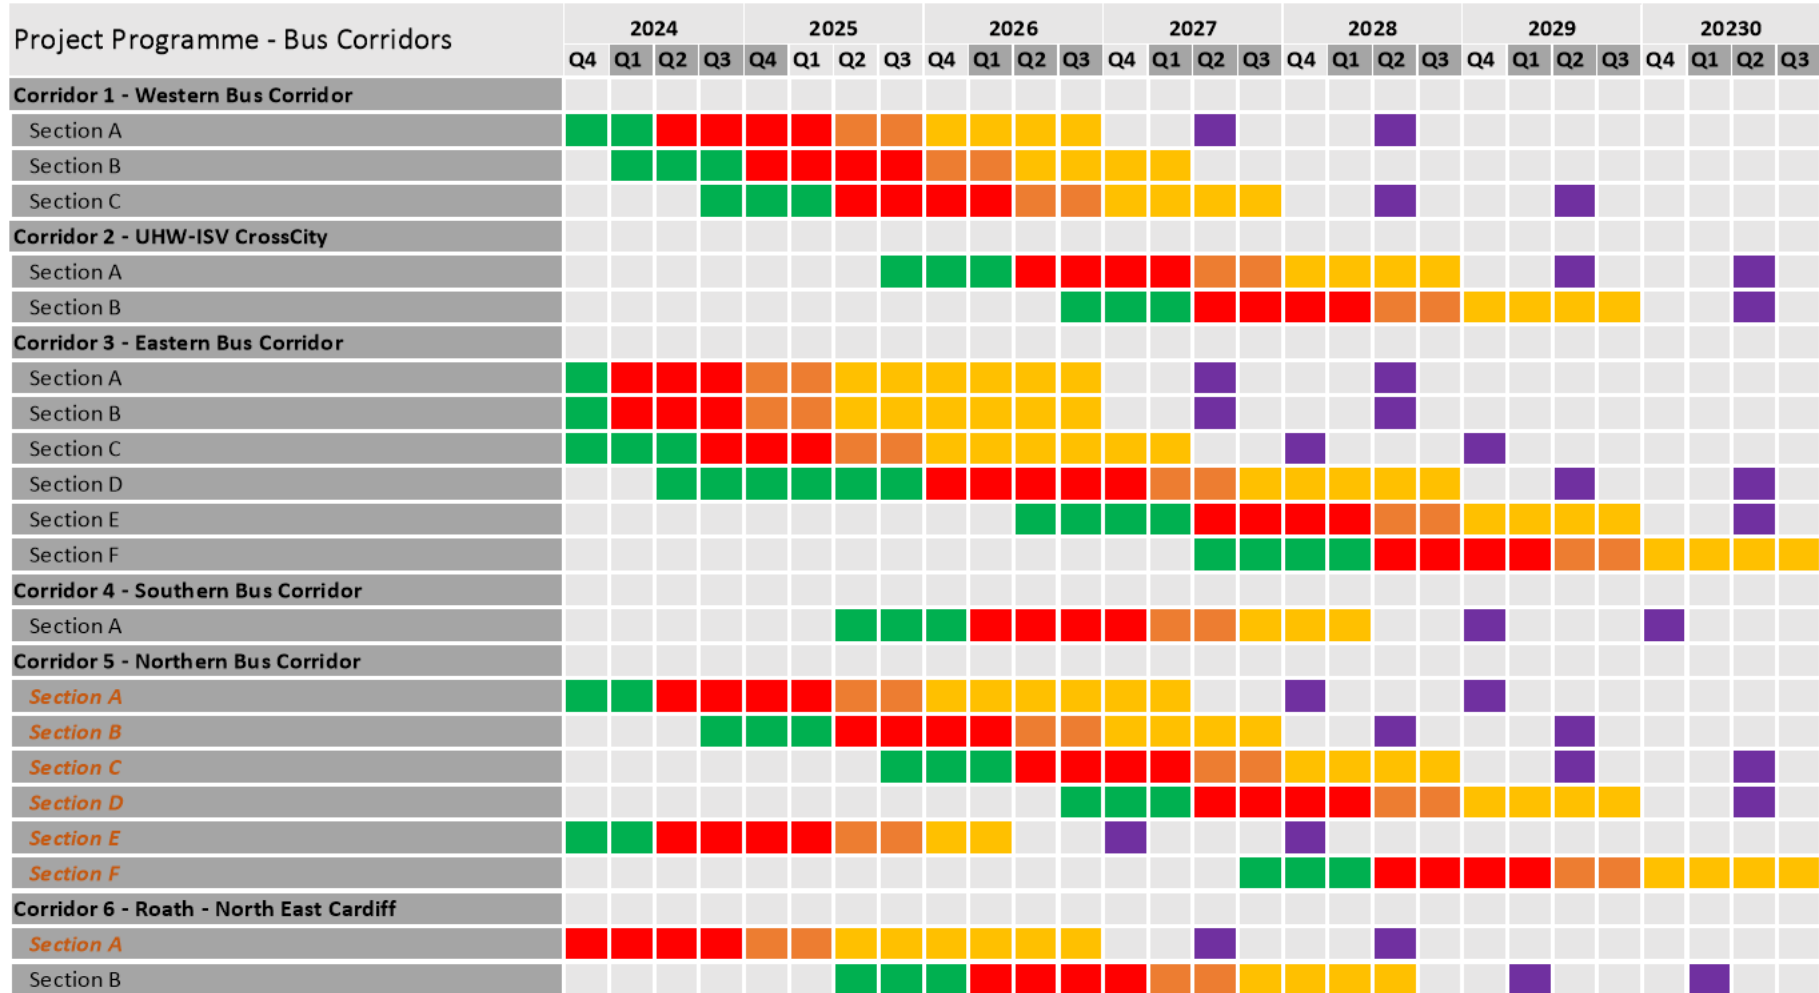 Project Programme - Bus Corridors
2024 2025 2026 2027 2028 2029 20230
Q4 Q1 Q2 Q3 Q4 Q1 Q2 Q3 Q4 Q1 Q2 Q3 Q4 Q1 Q2 Q3 Q4 Q1 Q2 Q3 Q4 Q1 Q2 Q3 Q4 Q1 Q2 Q3
Corridor 1 - Western Bus Corridor
Section A
Section B
Section C
Corridor 2 - UHW-ISV CrossCity
Section A
Section B
Corridor 3 - Eastern Bus Corridor
Section A
Section B
Section C
Section D
Section E
Section F
Corridor 4 - Southern Bus Corridor
Section A
Corridor 5 - Northern Bus Corridor
Section A
Section B
Section C
Section D
Section E
Section F
Corridor 6 - Roath - North East Cardiff
Section A
Section B